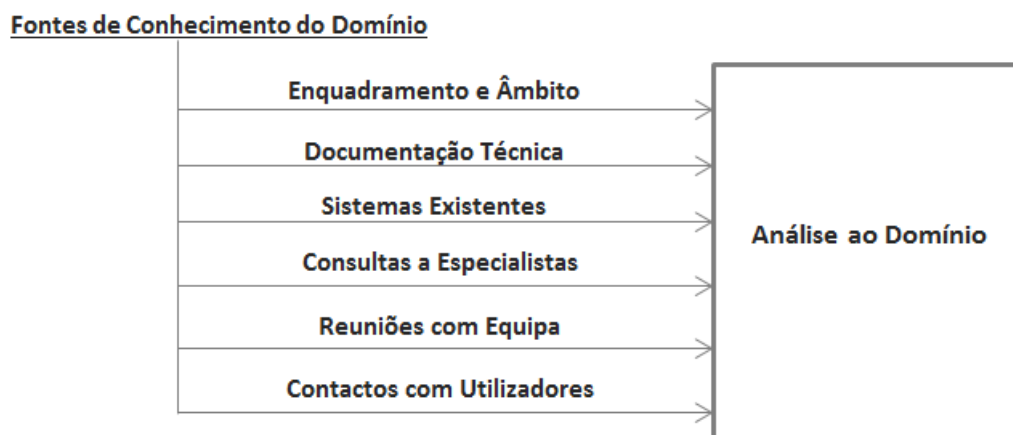 Fontes de Conhecimento do Domínio
Enquadramento e Âmbito
Documentação Técnica
Sistemas Existentes
Consultas a Especialistas
Reuniões com Equipa
Contactos com Utilizadores
Análise ao Domínio